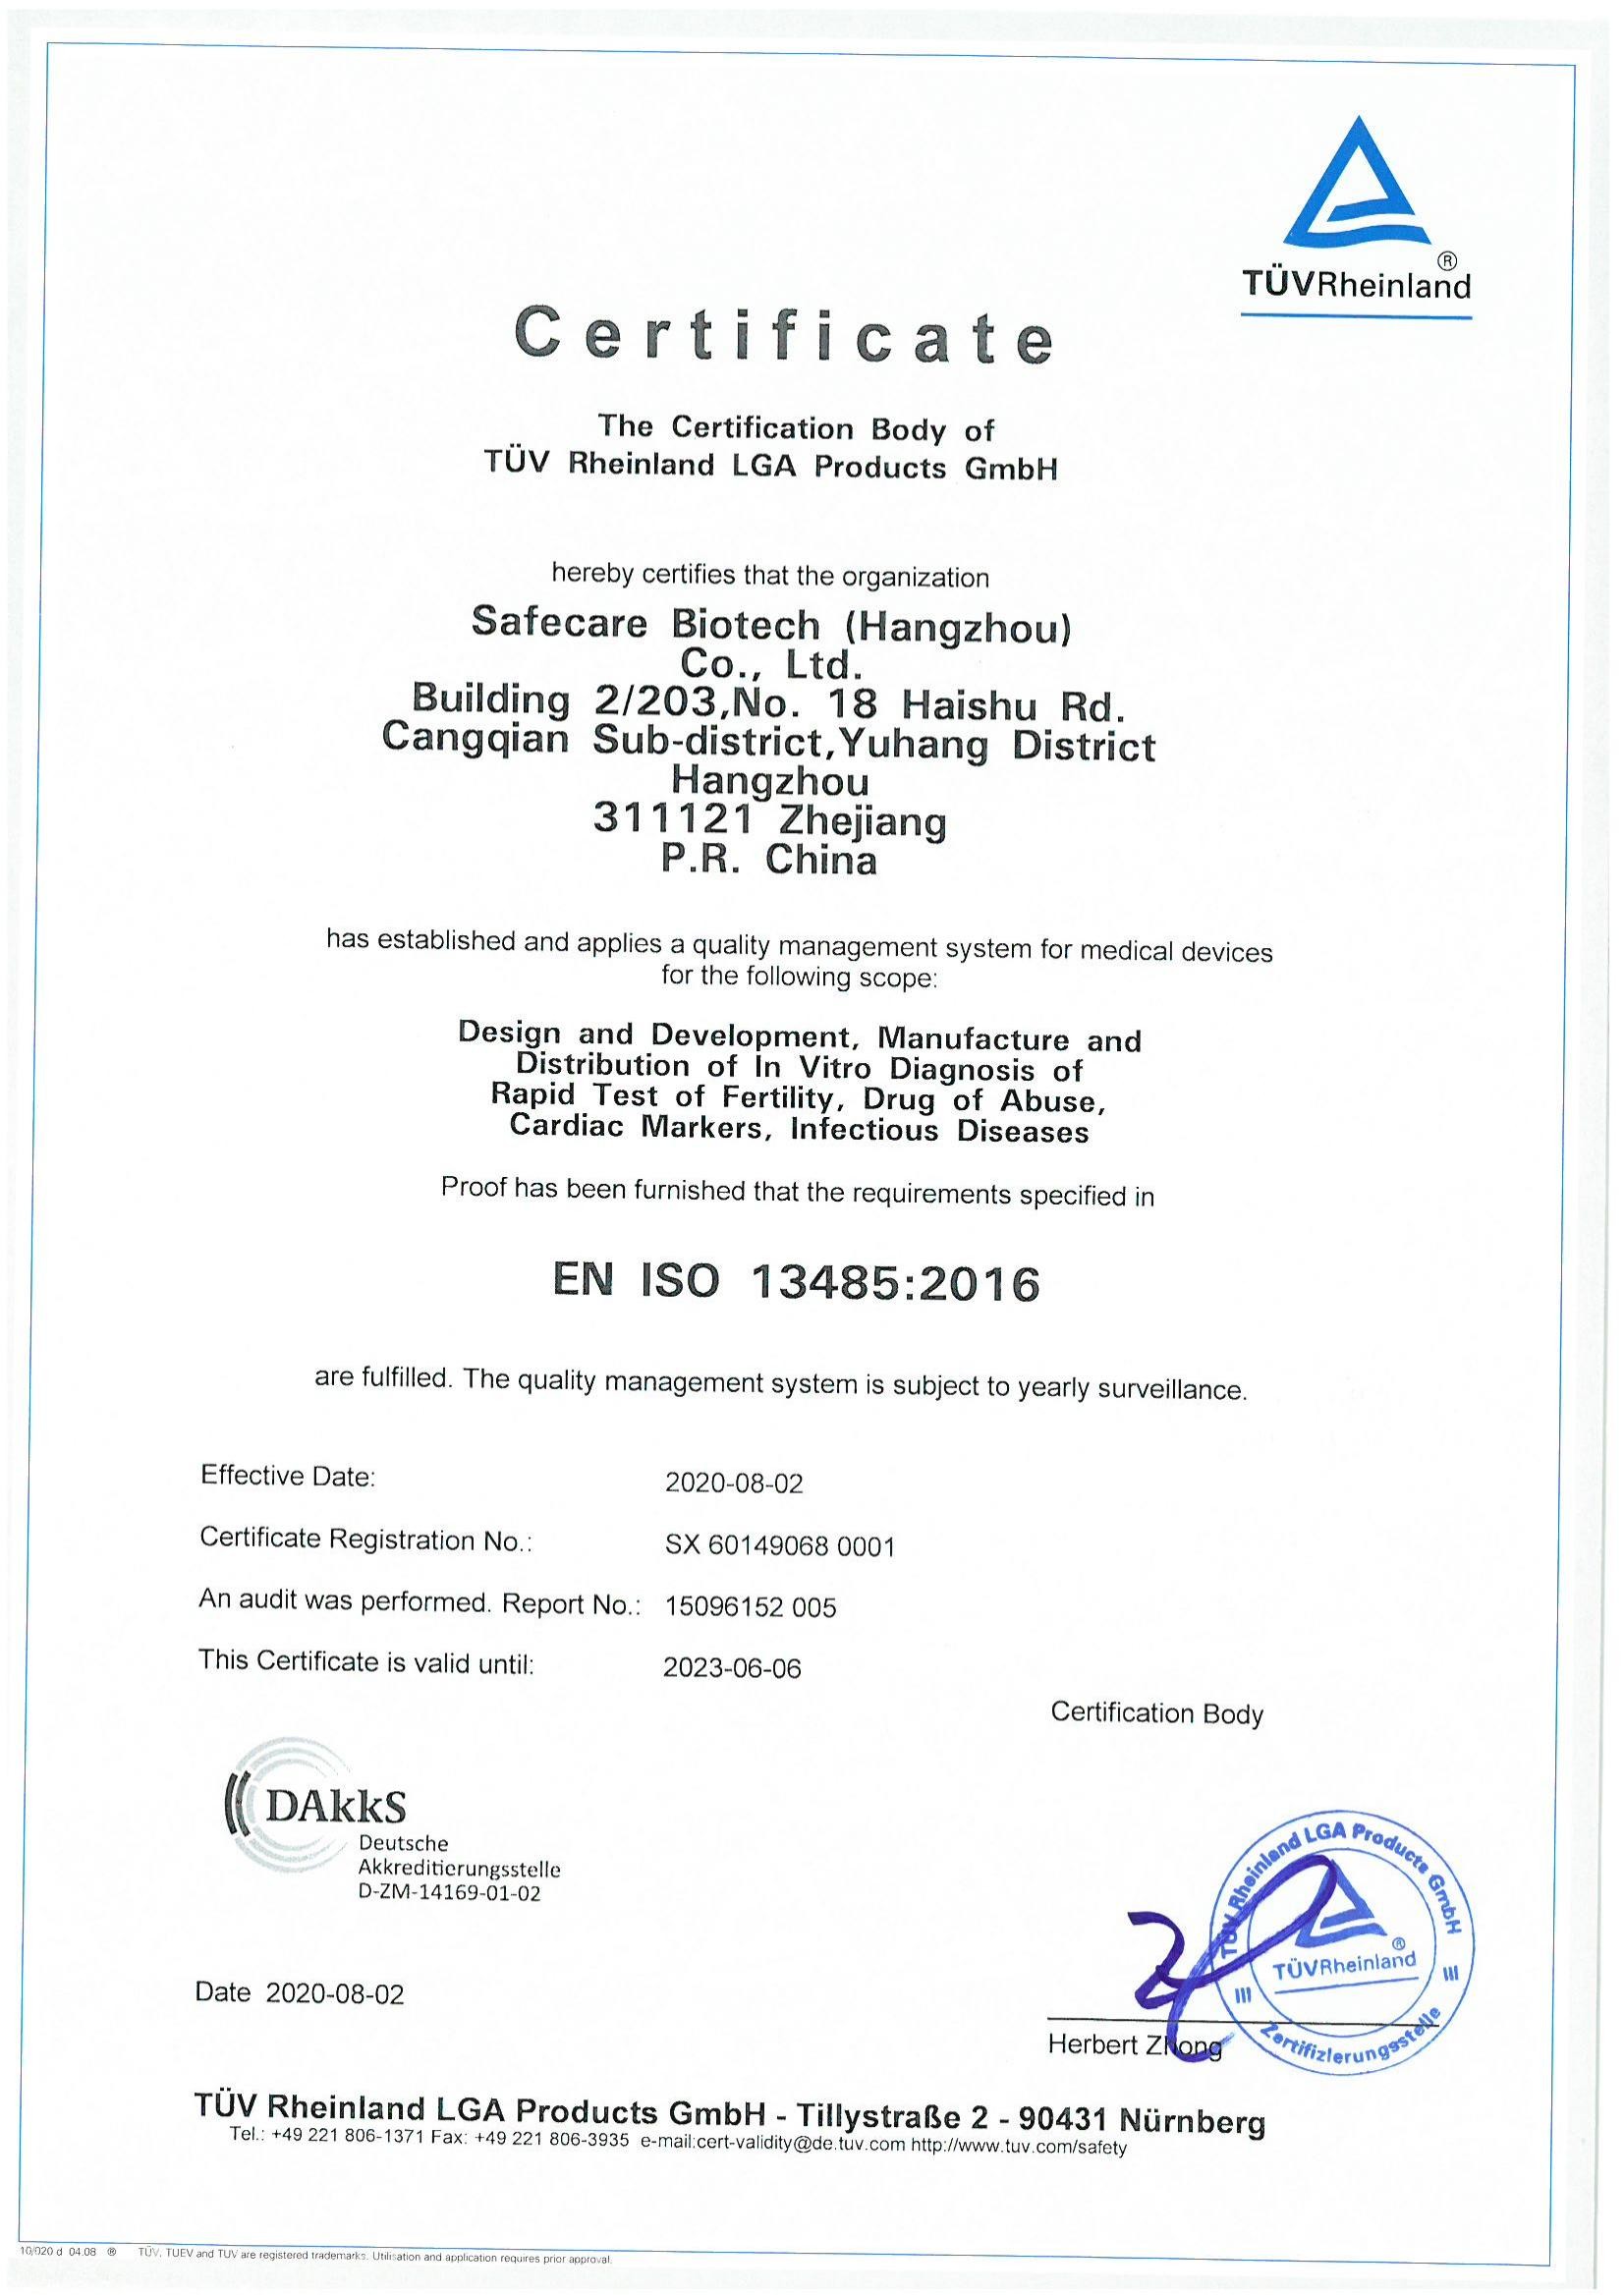 TÜVRheinland ®
Certificate
The Certification Body of
TÜV Rheinland LGA Products GmbH
hereby certifies that the organization
Safecare Biotech (Hangzhou)
Co., Ltd.
Building 2/203,No. 18 Haishu Rd.
Cangqian Sub-district,Yuhang District
Hangzhou
311121 Zhejiang
P.R. China
has established and applies a quality management system for medical devices
for the following scope:
Design and Development, Manufacture and
Distribution of In Vitro Diagnosis of
Rapid Test of Fertility, Drug of Abuse,
Cardiac Markers, Infectious Diseases
Proof has been furnished that the requirements specified in
EN ISO 13485:2016
are fulfilled. The quality management system is subject to yearly surveillance.
Effective Date: 2020-08-02
Certificate Registration No.: SX 60149068 0001
An audit was performed. Report No.: 15096152 005
This Certificate is valid until: 2023-06-06
Certification Body
DAkkS
Deutsche
Akkreditierungsstelle
D-ZM-14169-01-02
TÜV Rheinland LGA Products GmbH
TÜVRheinland ®
Zertifizierungsstelle
Date 2020-08-02
Herbert Zhong
TÜV Rheinland LGA Products GmbH - Tillystraße 2 - 90431 Nürnberg
Tel.: +49 221 806-1371 Fax: +49 221 806-3935 e-mail:cert-validity@de.tuv.com http://www.tuv.com/safety
10/020 d 04.08 ® TÜV, TUEV and TUV are registered trademarks. Utilisation and application requires prior approval.